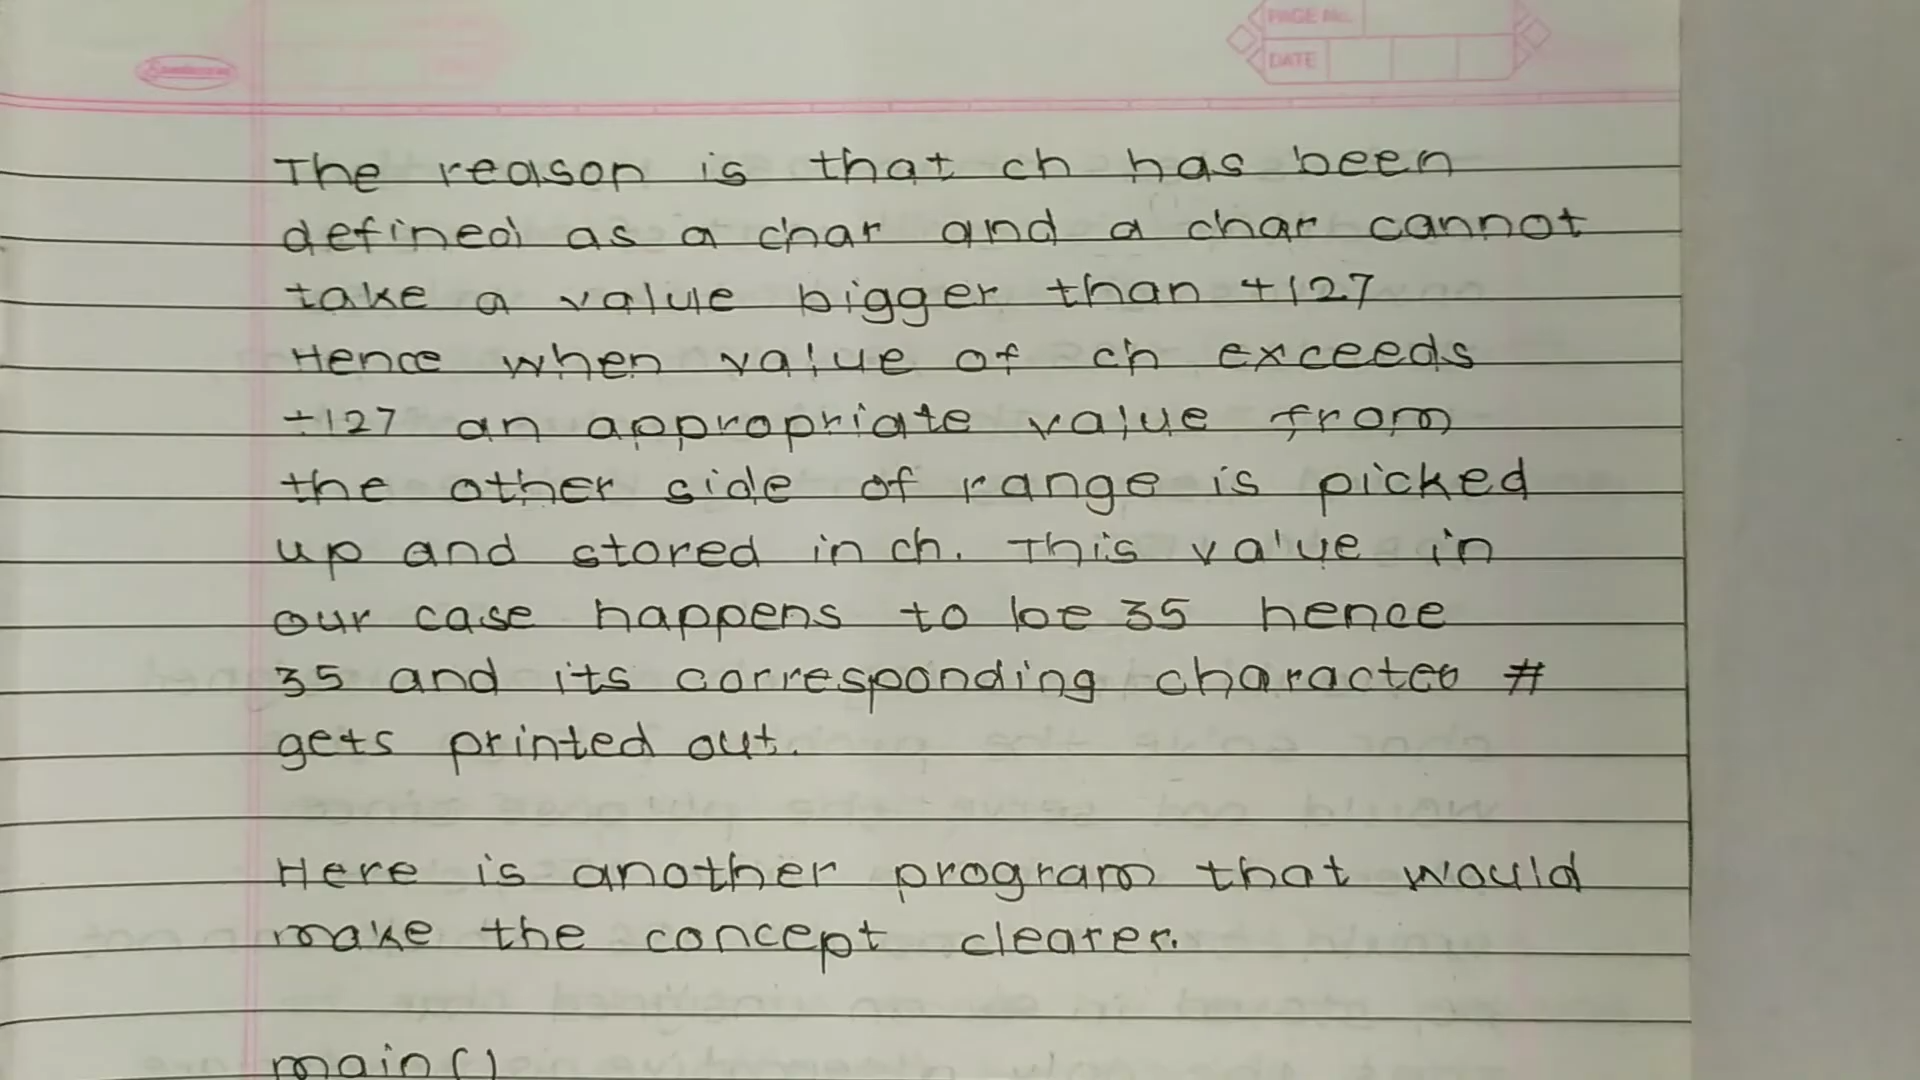 PAGE No.
DATE
The reason is that ch has been
defined as a char and a char cannot
take a value bigger than +127
Hence when value of ch exceeds
+127 an appropriate value from
the other side of range is picked
up and stored in ch. This value in
our case happens to be 35 hence
35 and its corresponding character #
gets printed out.
Here is another program that would
make the concept clearer.
main()